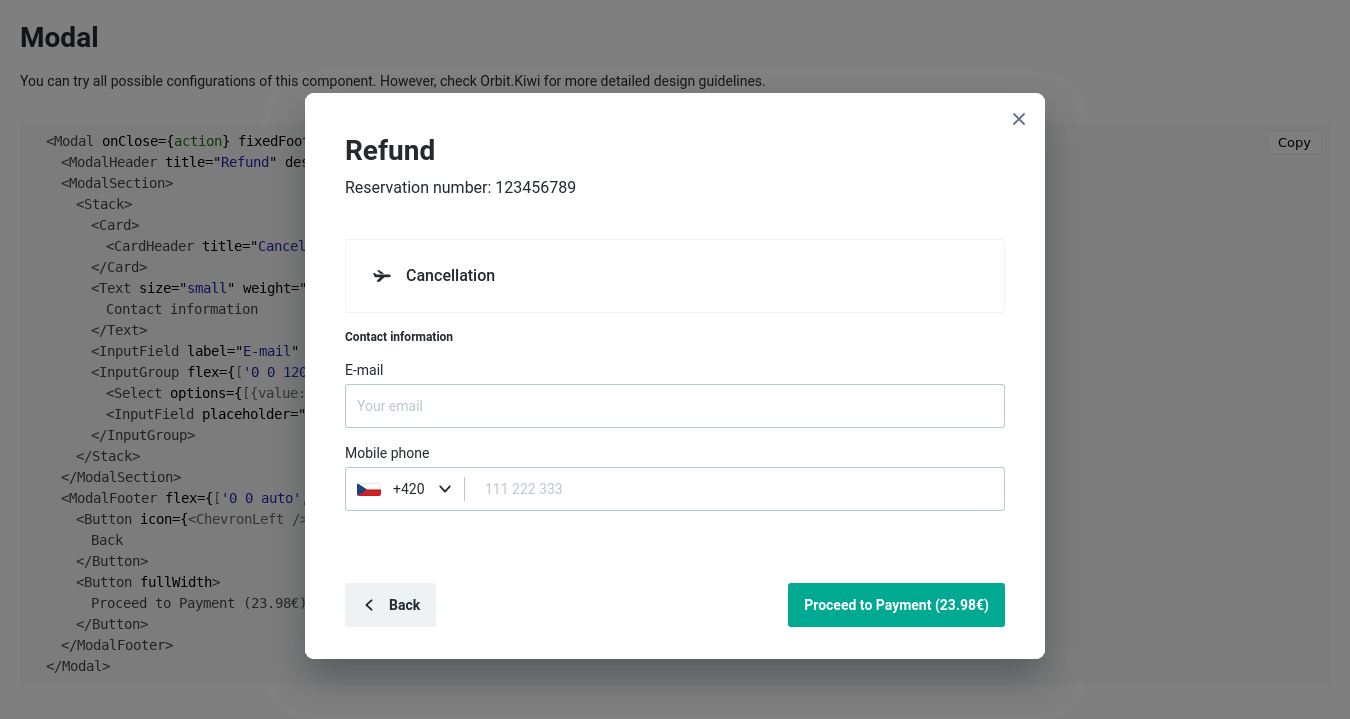 Modal
You can try all possible configurations of this component. However, check Orbit.Kiwi for more detailed design guidelines.
Copy
<Modal onClose={action} fixedFoo
<ModalHeader title="Refund" des
<ModalSection>
<Stack>
<Card>
<CardHeader title="Cancel
</Card>
<Text size="small" weight="
Contact information
</Text>
<InputField label="E-mail"
<InputGroup flex={['0 0 120
<Select options={[{value:
<InputField placeholder="
</InputGroup>
</Stack>
</ModalSection>
<ModalFooter flex={['0 0 auto',
<Button icon={<ChevronLeft />
Back
</Button>
<Button fullWidth>
Proceed to Payment (23.98€)
</Button>
</ModalFooter>
</Modal>
Refund
Reservation number: 123456789
Cancellation
Contact information
E-mail
Your email
Mobile phone
+420 111 222 333
Back Proceed to Payment (23.98€)